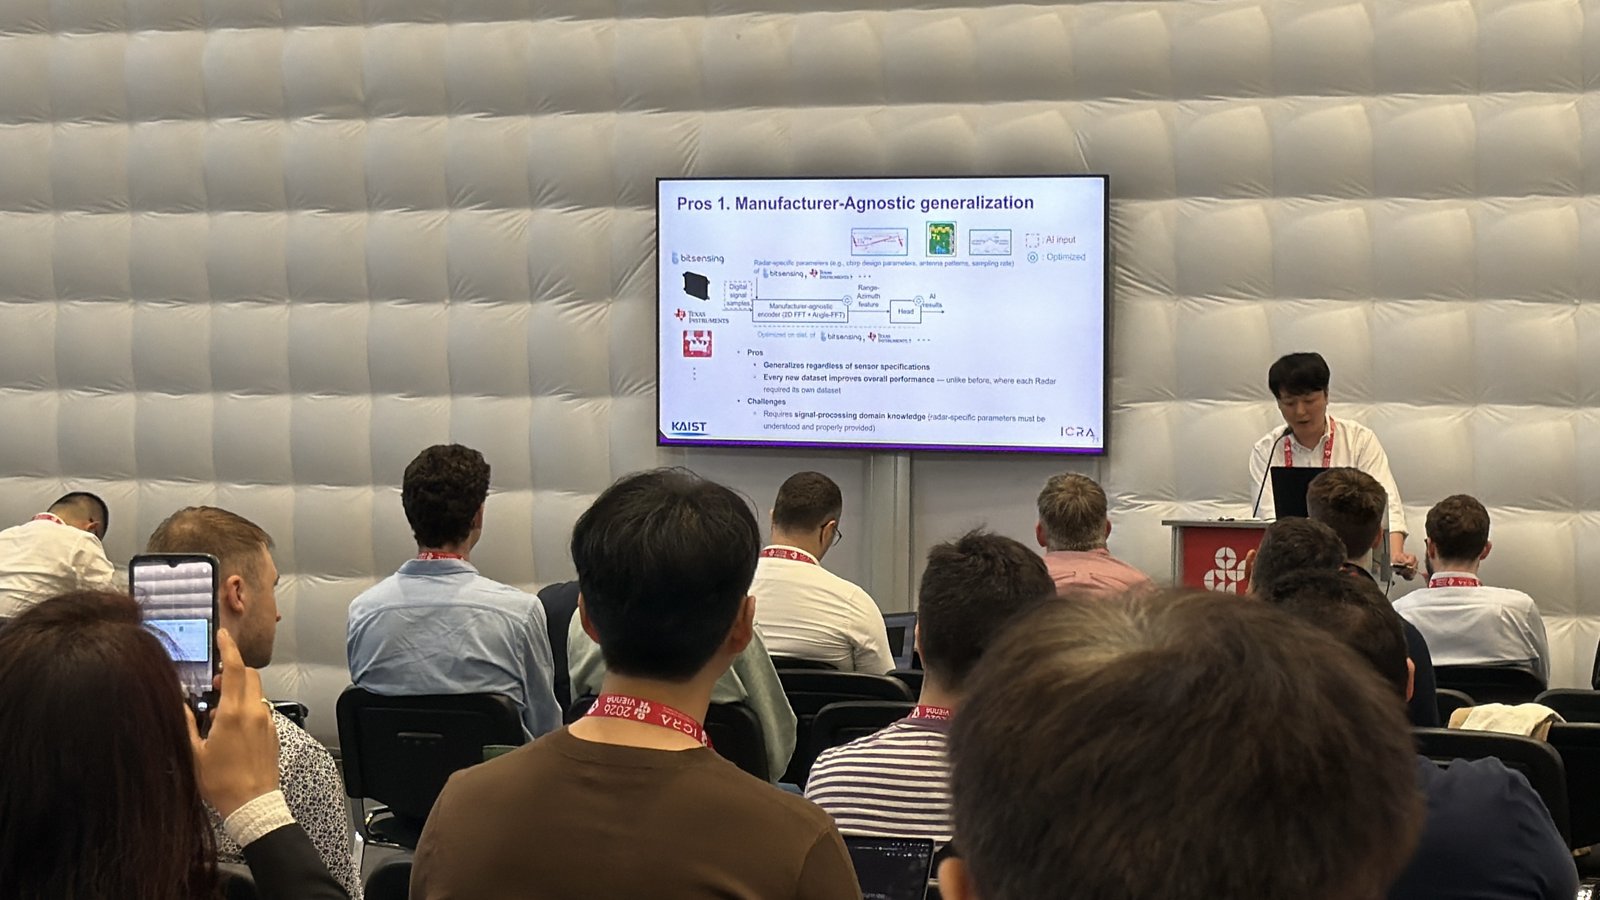 Pros 1. Manufacturer-Agnostic generalization
: AI input
: Optimized
bitsensing
Radar-specific parameters (e.g., chirp design parameters, antenna patterns, sampling rate)
of bitsensing, TEXAS INSTRUMENTS, ...
Digital
signal
samples
Manufacturer-agnostic
encoder (2D FFT + Angle-FFT)
Range-
Azimuth
feature
Head
AI
results
TEXAS
INSTRUMENTS
Optimized on dist. of bitsensing, TEXAS INSTRUMENTS, ...
• Pros
• Generalizes regardless of sensor specifications
• Every new dataset improves overall performance — unlike before, where each Radar
required its own dataset
• Challenges
Requires signal-processing domain knowledge (radar-specific parameters must be
understood and properly provided)
KAIST
ICRA
ICRA 2026
VIENNA